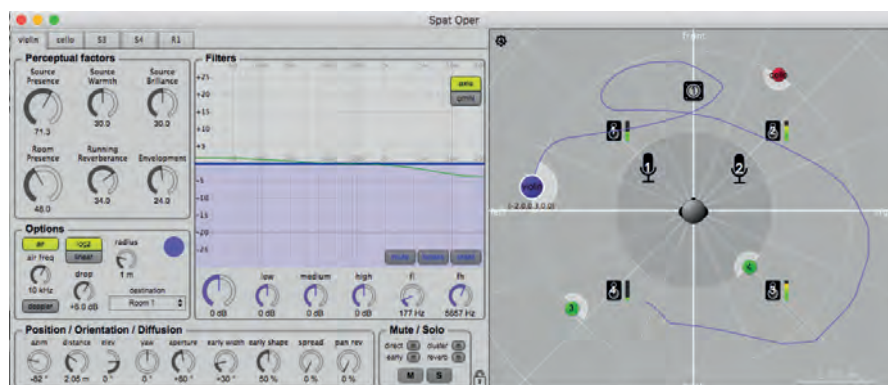 Spat Oper
violin cello S3 S4 R1
Perceptual factors
Source Presence
Source Warmth
Source Brillance
71.3
30.0
30.0
Room Presence
Running Reverberance
Envelopment
48.0
34.0
24.0
Options
air
log2
linear
radius
1 m
air freq
10 kHz
drop
+6.0 dB
doppler
destination
Room 1
Filters
+25
+20
+15
+10
+5
-5
-10
-15
-20
-25
axis
omni
0 dB
low
0 dB
medium
0 dB
high
0 dB
fl
177 Hz
fh
5657 Hz
Position / Orientation / Diffusion
azim distance elev yaw aperture early width early shape spread pan rev
-82 ° 2.05 m 0 ° 0 ° +60 ° +30 ° 50 % 0 % 0 %
Mute / Solo
direct cluster
early reverb
M S
front
cello
1
2
violin
3
4